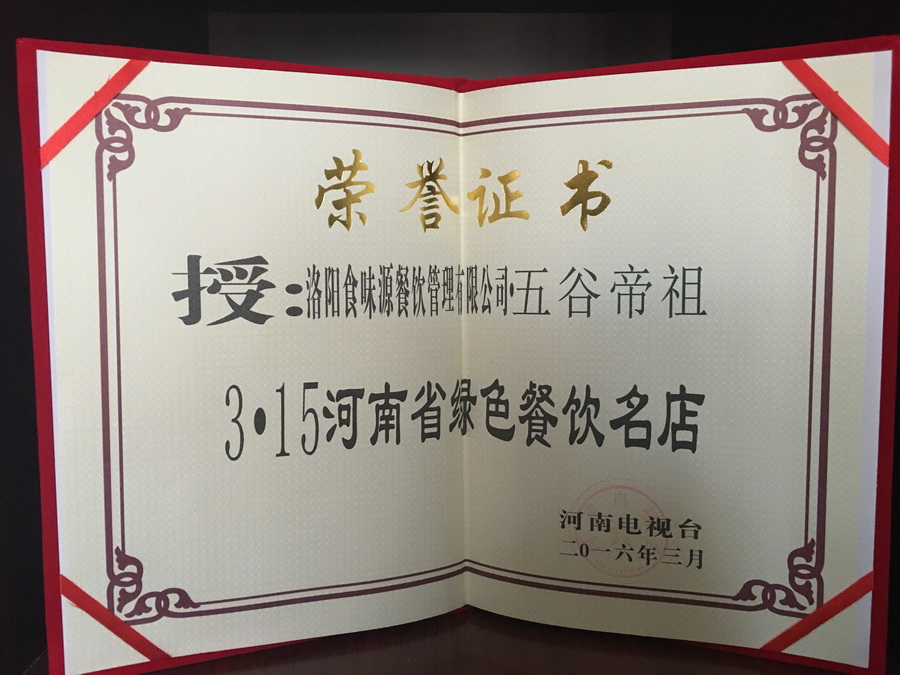 荣誉证书
授:洛阳食味源餐饮管理有限公司·五谷帝祖
3·15河南省绿色餐饮名店
河南电视台
二〇一六年三月